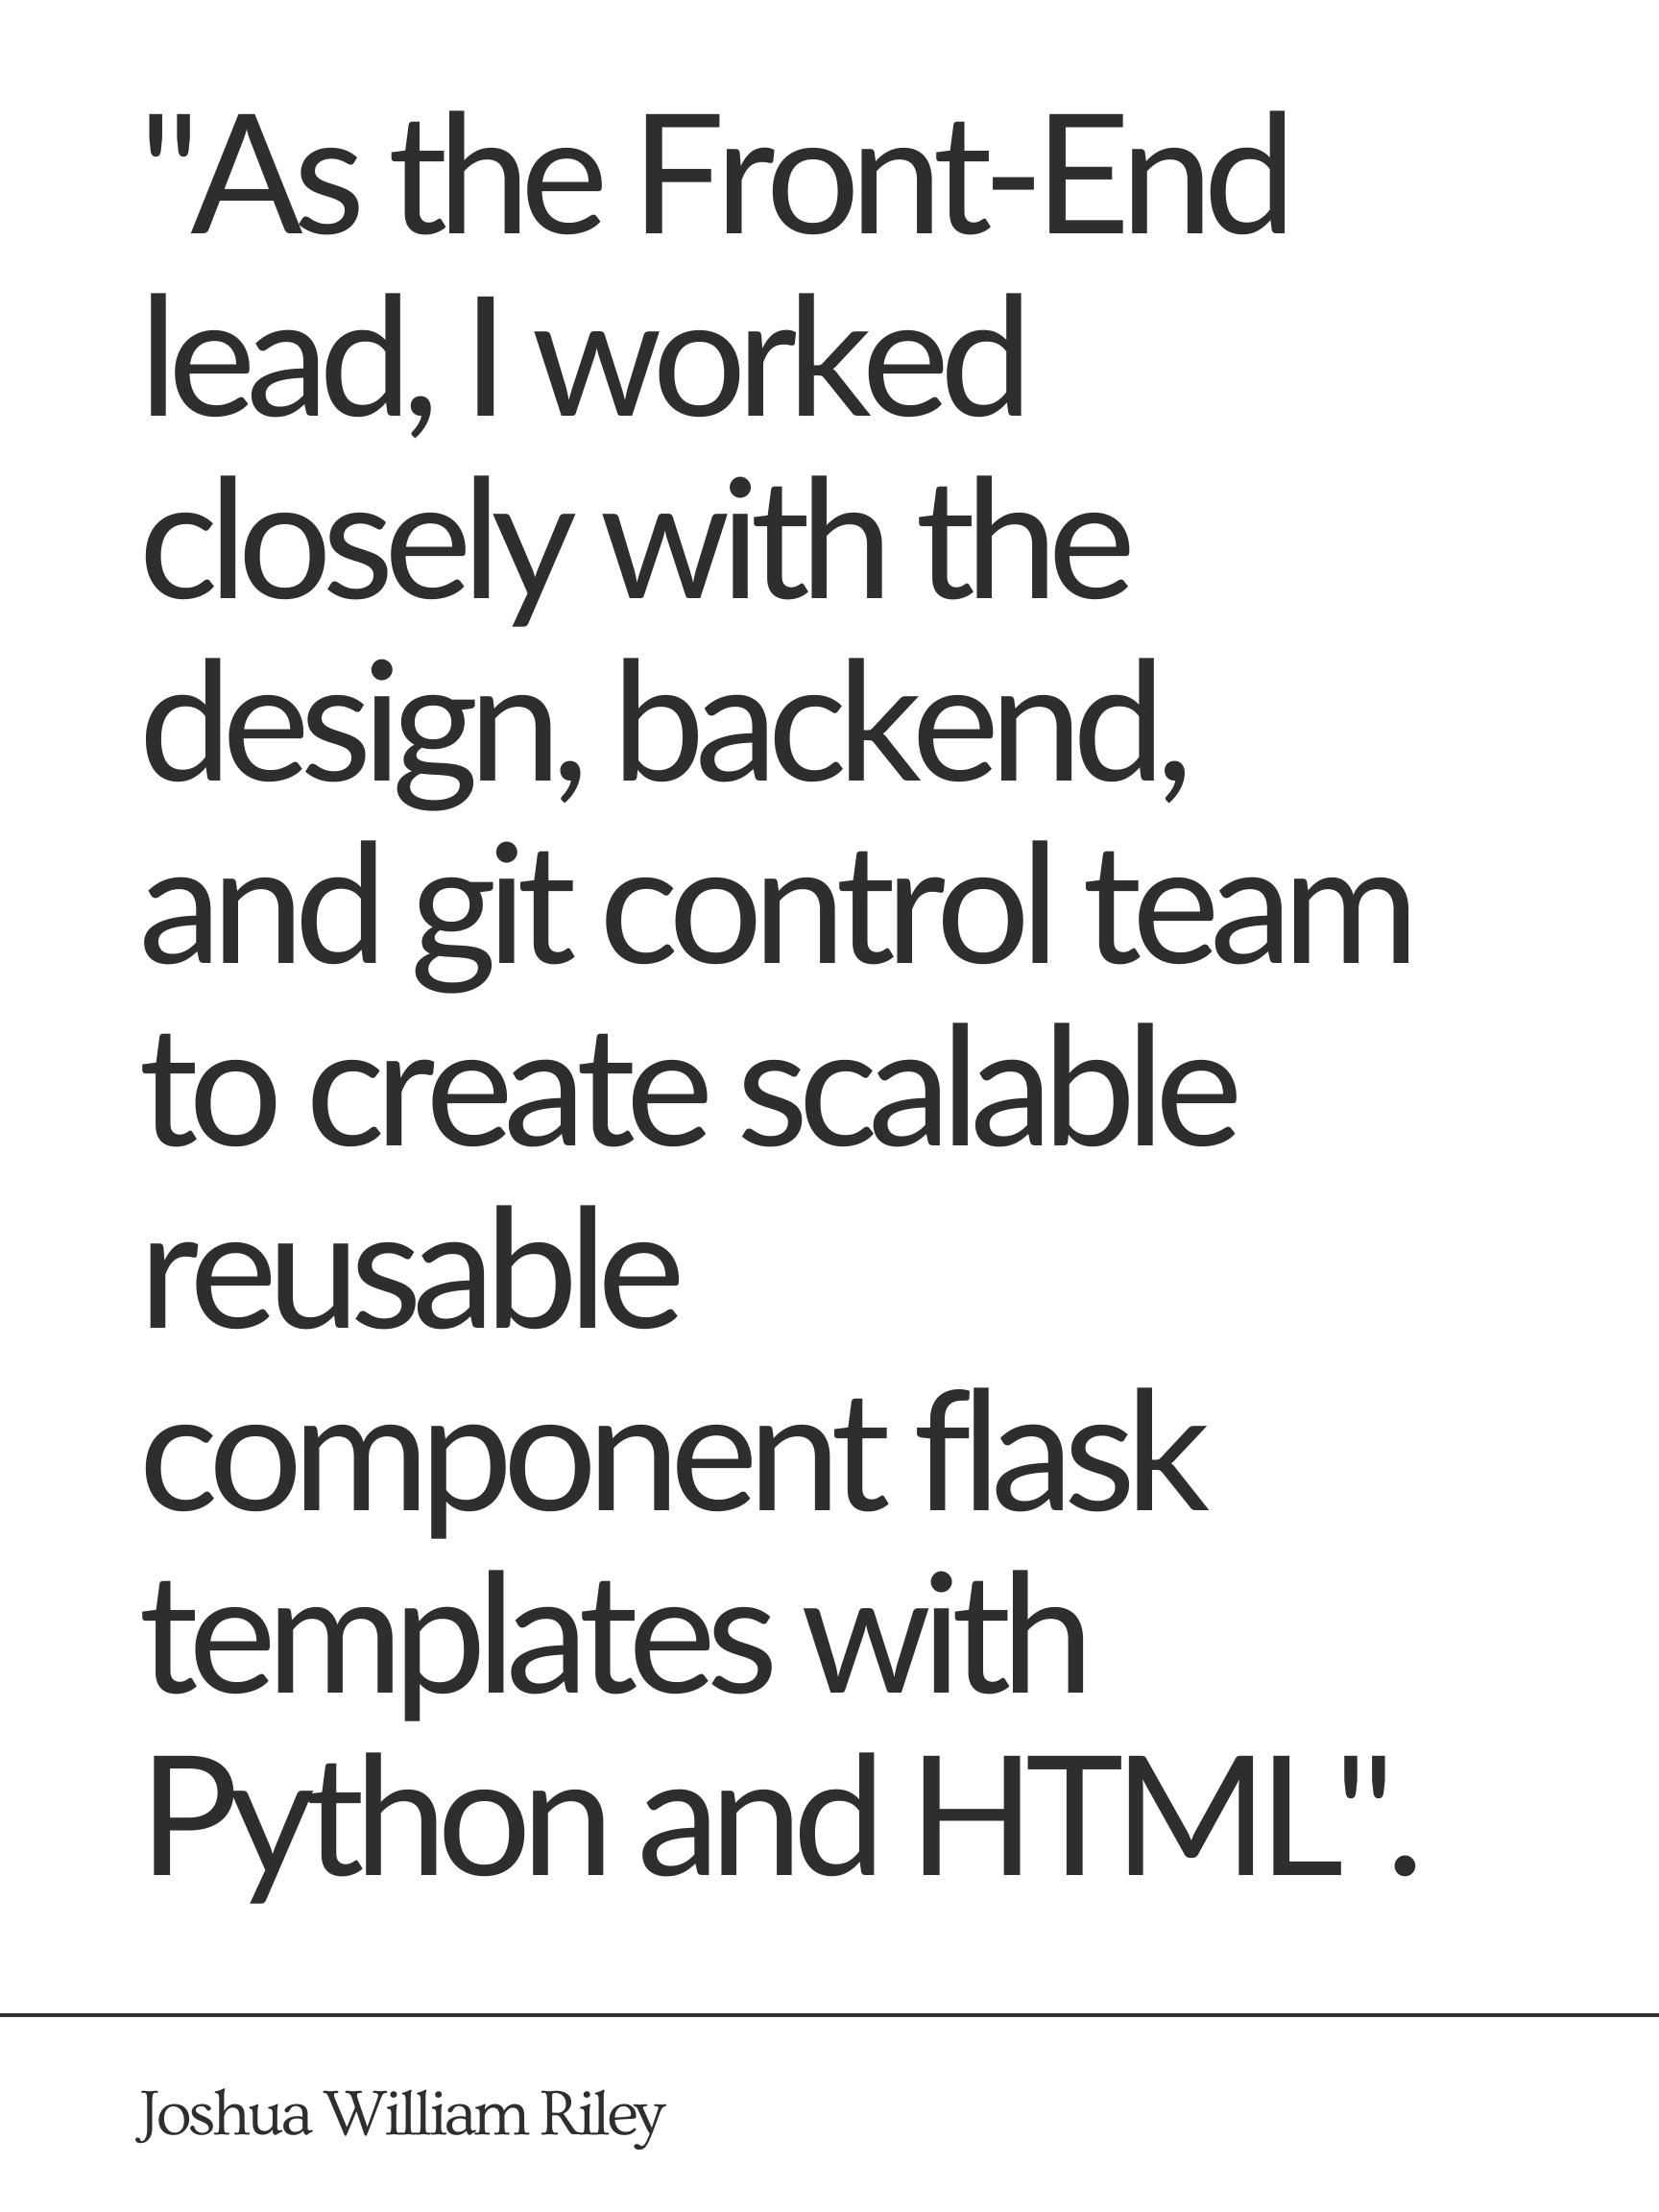 "As the Front-End
lead, I worked
closely with the
design, backend,
and git control team
to create scalable
reusable
component flask
templates with
Python and HTML".
Joshua William Riley